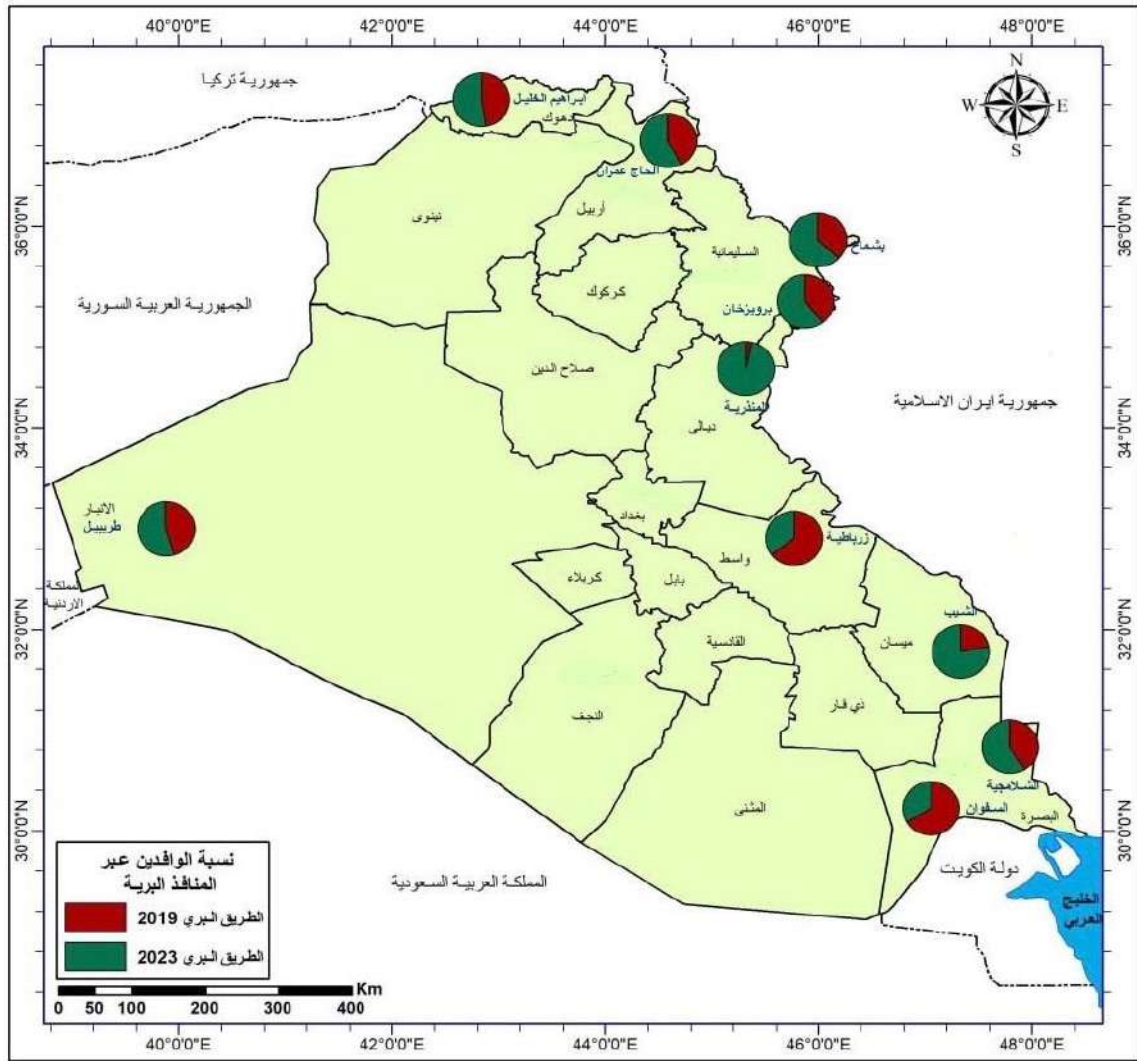 40°0'0"E
42°0'0"E
44°0'0"E
46°0'0"E
48°0'0"E
جمهورية تركيا
N
W E
S
ابراهيم الخليل
دهوك
الحاج عمران
36°0'0"N
36°0'0"N
نينوى
أربيل
السليمانية
بشماخ
كركوك
برويزخان
الجمهورية العربية السورية
صلاح الدين
المنذرية
جمهورية ايران الاسلامية
34°0'0"N
34°0'0"N
ديالى
الانبار
طريبيل
بغداد
زرباطية
واسط
المملكة
الاردنية
كربلاء
بابل
32°0'0"N
32°0'0"N
الشيب
ميسان
القادسية
ذي قار
النجف
الشلامجية
السفوان
البصرة
المثنى
30°0'0"N
30°0'0"N
دولة الكويت
المملكة العربية السعودية
الخليج
العربي
نسبة الوافدين عبر
المنافذ البرية
الطريق البري 2019
الطريق البري 2023
Km
0 50 100 200 300 400
40°0'0"E
42°0'0"E
44°0'0"E
46°0'0"E
48°0'0"E